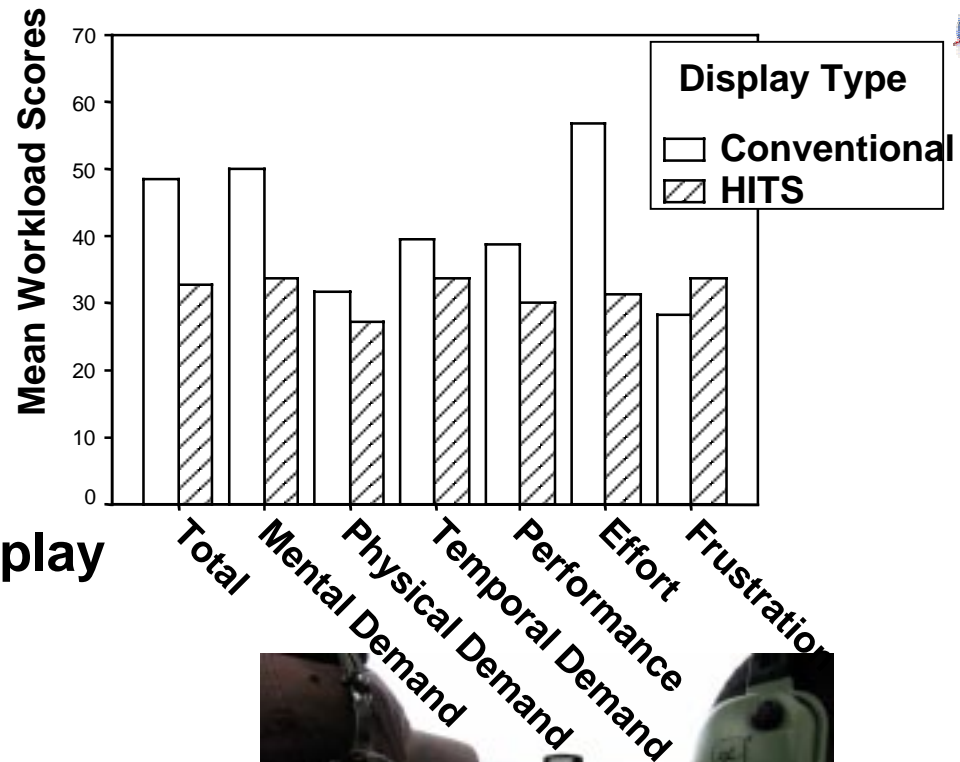 Mean Workload Scores
70
60
50
40
30
20
10
0
Display Type
Conventional
HITS
play
Total
Mental Demand
Physical Demand
Temporal Demand
Performance
Effort
Frustration